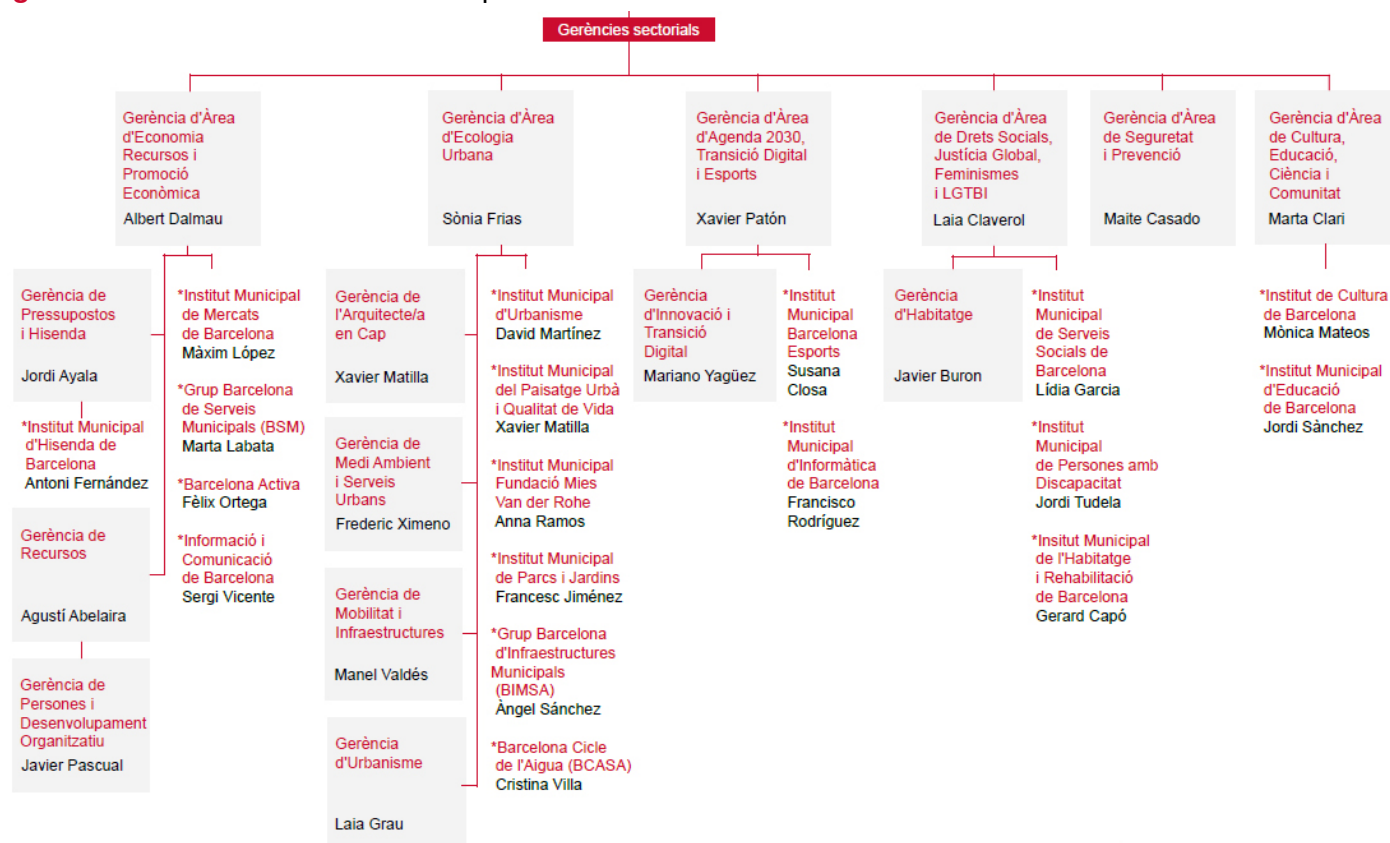 Gerències sectorials
Gerència d'Àrea
d'Economia
Recursos i
Promoció
Econòmica
Albert Dalmau
Gerència de
Pressupostos
i Hisenda
Jordi Ayala
*Institut Municipal
d'Hisenda de
Barcelona
Antoni Fernández
Gerència de
Recursos
Agustí Abelaira
Gerència de
Persones i
Desenvolupament
Organitzatiu
Javier Pascual
*Institut Municipal
de Mercats
de Barcelona
Màxim López
*Grup Barcelona
de Serveis
Municipals (BSM)
Marta Labata
*Barcelona Activa
Fèlix Ortega
*Informació i
Comunicació
de Barcelona
Sergi Vicente
Gerència d'Àrea
d'Ecologia
Urbana
Sònia Frias
Gerència de
l'Arquitecte/a
en Cap
Xavier Matilla
Gerència de
Medi Ambient
i Serveis
Urbans
Frederic Ximeno
Gerència de
Mobilitat i
Infraestructures
Manel Valdés
Gerència
d'Urbanisme
Laia Grau
*Institut Municipal
d'Urbanisme
David Martínez
*Institut Municipal
del Paisatge Urbà
i Qualitat de Vida
Xavier Matilla
*Institut Municipal
Fundació Mies
Van der Rohe
Anna Ramos
*Institut Municipal
de Parcs i Jardins
Francesc Jiménez
*Grup Barcelona
d'Infraestructures
Municipals
(BIMSA)
Àngel Sánchez
*Barcelona Cicle
de l'Aigua (BCASA)
Cristina Villa
Gerència d'Àrea
d'Agenda 2030,
Transició Digital
i Esports
Xavier Patón
Gerència
d'Innovació i
Transició
Digital
Mariano Yagüez
*Institut
Municipal
Barcelona
Esports
Susana
Closa
*Institut
Municipal
d'Informàtica
de Barcelona
Francisco
Rodríguez
Gerència d'Àrea
de Drets Socials,
Justícia Global,
Feminismes
i LGTBI
Laia Claverol
Gerència
d'Habitatge
Javier Buron
*Institut
Municipal
de Serveis
Socials de
Barcelona
Lídia Garcia
*Institut
Municipal
de Persones amb
Discapacitat
Jordi Tudela
*Insitut Municipal
de l'Habitatge
i Rehabilitació
de Barcelona
Gerard Capó
Gerència d'Àrea
de Seguretat
i Prevenció
Maite Casado
Gerència d'Àrea
de Cultura,
Educació,
Ciència i
Comunitat
Marta Clari
*Institut de Cultura
de Barcelona
Mònica Mateos
*Institut Municipal
d'Educació
de Barcelona
Jordi Sànchez